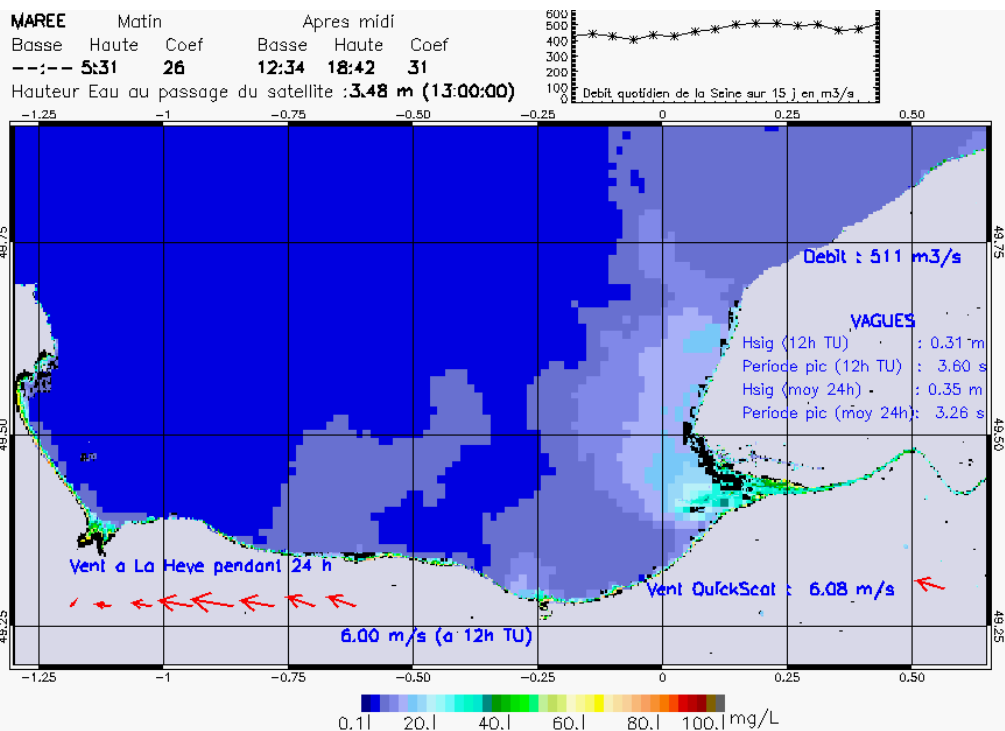 MAREE Matin Apres midi
Basse Haute Coef Basse Haute Coef
--:-- 5:31 26 12:34 18:42 31
Hauteur Eau au passage du satellite : 3.48 m (13:00:00)
600
500
400
300
200
100
0
Debit quotidien de la Seine sur 15 j en m3/s
-1.25 -1 -0.75 -0.50 -0.25 0 0.25 0.50
49.75 49.75
Debit : 511 m3/s
VAGUES
Hsig (12h TU) : 0.31 m
Periode pic (12h TU) : 3.60 s
Hsig (moy 24h) : 0.35 m
Periode pic (moy 24h): 3.26 s
49.50 49.50
Vent a La Heve pendant 24 h
Vent QuickScat : 6.08 m/s
6.00 m/s (a 12h TU)
49.25 49.25
-1.25 -1 -0.75 -0.50 -0.25 0 0.25 0.50
0.1 20.1 40.1 60.1 80.1 100.1 mg/L